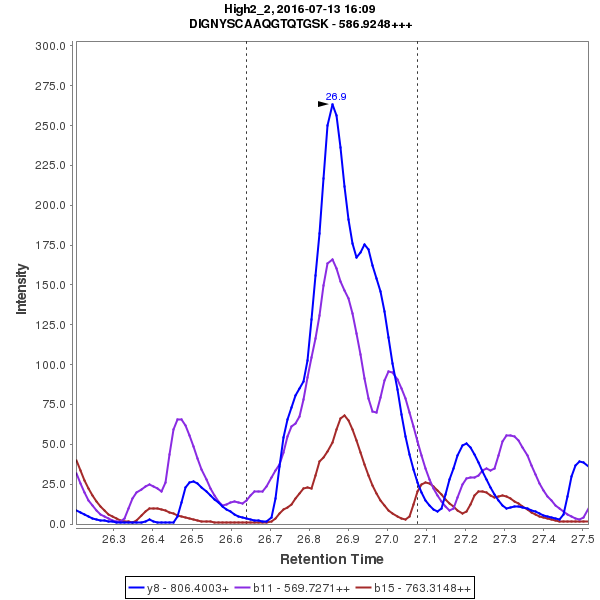 High2_2, 2016-07-13 16:09
DIGNYSCAAQGTQTGSK - 586.9248+++
300.0
275.0
250.0
225.0
200.0
175.0
150.0
125.0
100.0
75.0
50.0
25.0
0.0
Intensity
26.9
26.3 26.4 26.5 26.6 26.7 26.8 26.9 27.0 27.1 27.2 27.3 27.4 27.5
Retention Time
y8 - 806.4003+ b11 - 569.7271++ b15 - 763.3148++